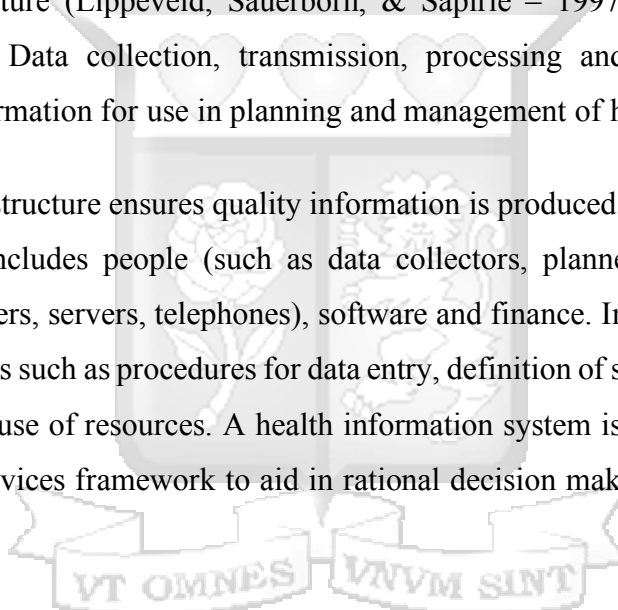 ture (Lippeveld, Sauerborn, & Sapirie – 1997
Data collection, transmission, processing and
rmation for use in planning and management of h
structure ensures quality information is produced
ncludes people (such as data collectors, planne
ers, servers, telephones), software and finance. In
s such as procedures for data entry, definition of s
use of resources. A health information system is
vices framework to aid in rational decision mak
VT OMNES VNVM SINT